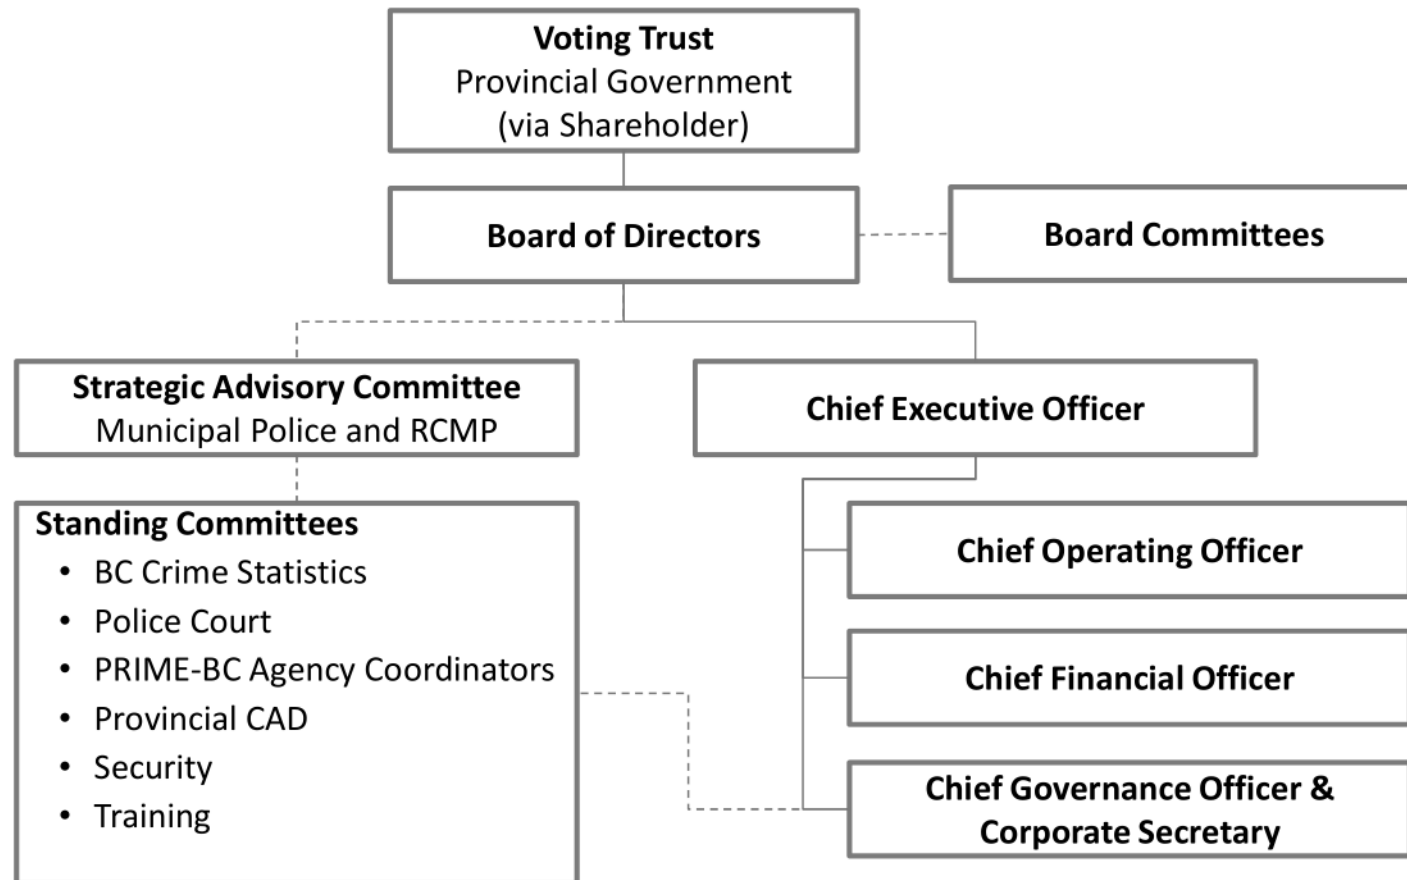 Voting Trust
Provincial Government
(via Shareholder)
Board of Directors
Board Committees
Strategic Advisory Committee
Municipal Police and RCMP
Chief Executive Officer
Standing Committees
• BC Crime Statistics
• Police Court
• PRIME-BC Agency Coordinators
• Provincial CAD
• Security
• Training
Chief Operating Officer
Chief Financial Officer
Chief Governance Officer &
Corporate Secretary